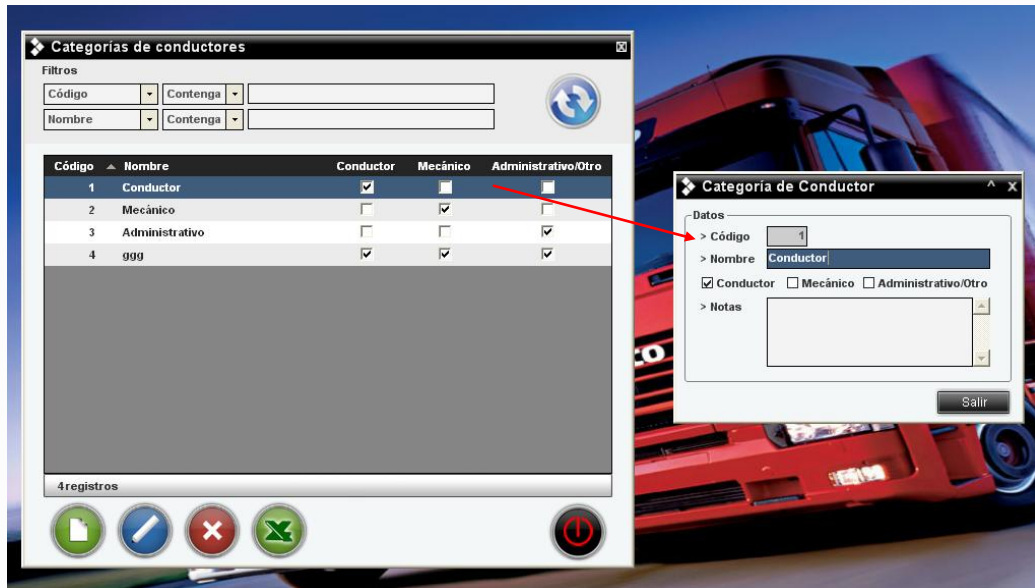 Categorías de conductores
Filtros
Código Contenga
Nombre Contenga
Código Nombre Conductor Mecánico Administrativo/Otro
1 Conductor
2 Mecánico
3 Administrativo
4 ggg
4 registros
Categoría de Conductor
Datos
> Código 1
> Nombre Conductor
Conductor Mecánico Administrativo/Otro
> Notas
Salir